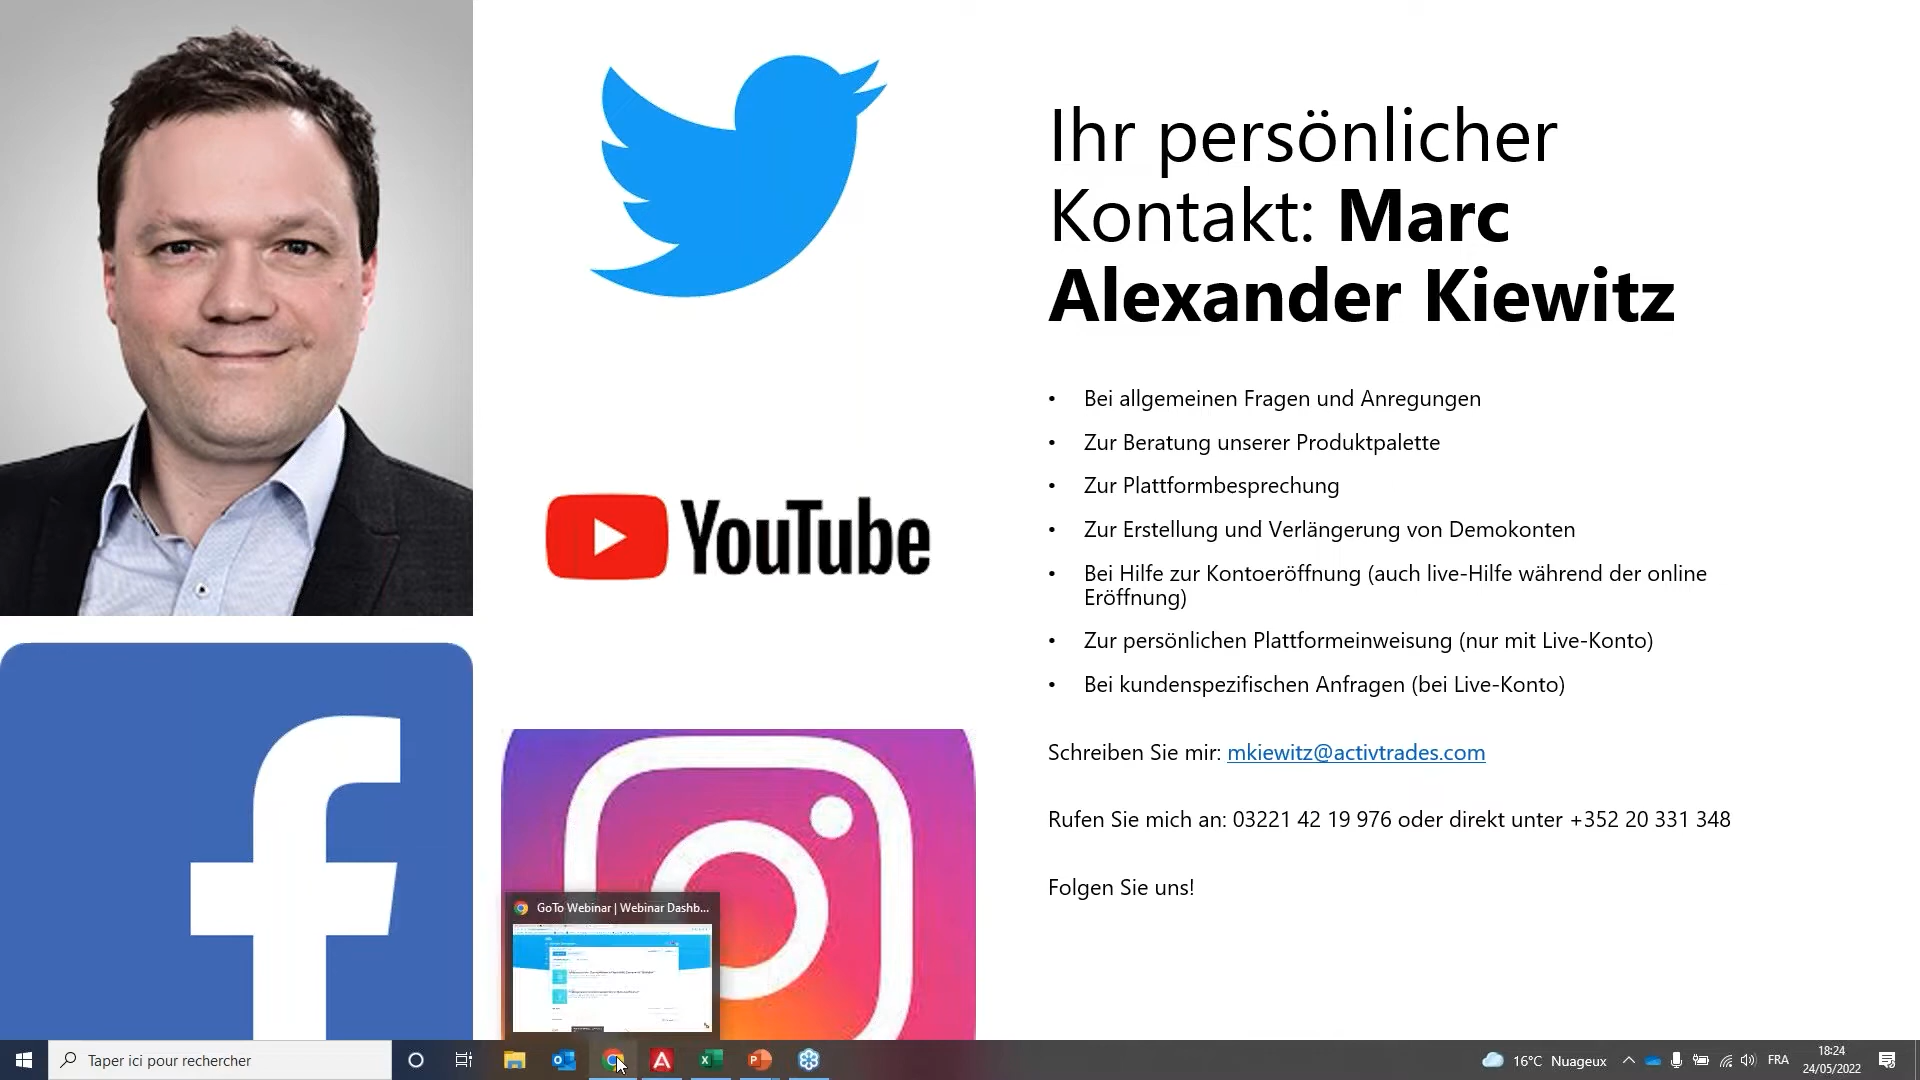 Ihr persönlicher
Kontakt: Marc
Alexander Kiewitz
• Bei allgemeinen Fragen und Anregungen
• Zur Beratung unserer Produktpalette
• Zur Plattformbesprechung
• Zur Erstellung und Verlängerung von Demokonten
• Bei Hilfe zur Kontoeröffnung (auch live-Hilfe während der online
Eröffnung)
• Zur persönlichen Plattformeinweisung (nur mit Live-Konto)
• Bei kundenspezifischen Anfragen (bei Live-Konto)
Schreiben Sie mir: mkiewitz@activtrades.com
Rufen Sie mich an: 03221 42 19 976 oder direkt unter +352 20 331 348
Folgen Sie uns!
YouTube
GoTo Webinar | Webinar Dashb...
Taper ici pour rechercher
16°C Nuageux
FRA
18:24
24/05/2022